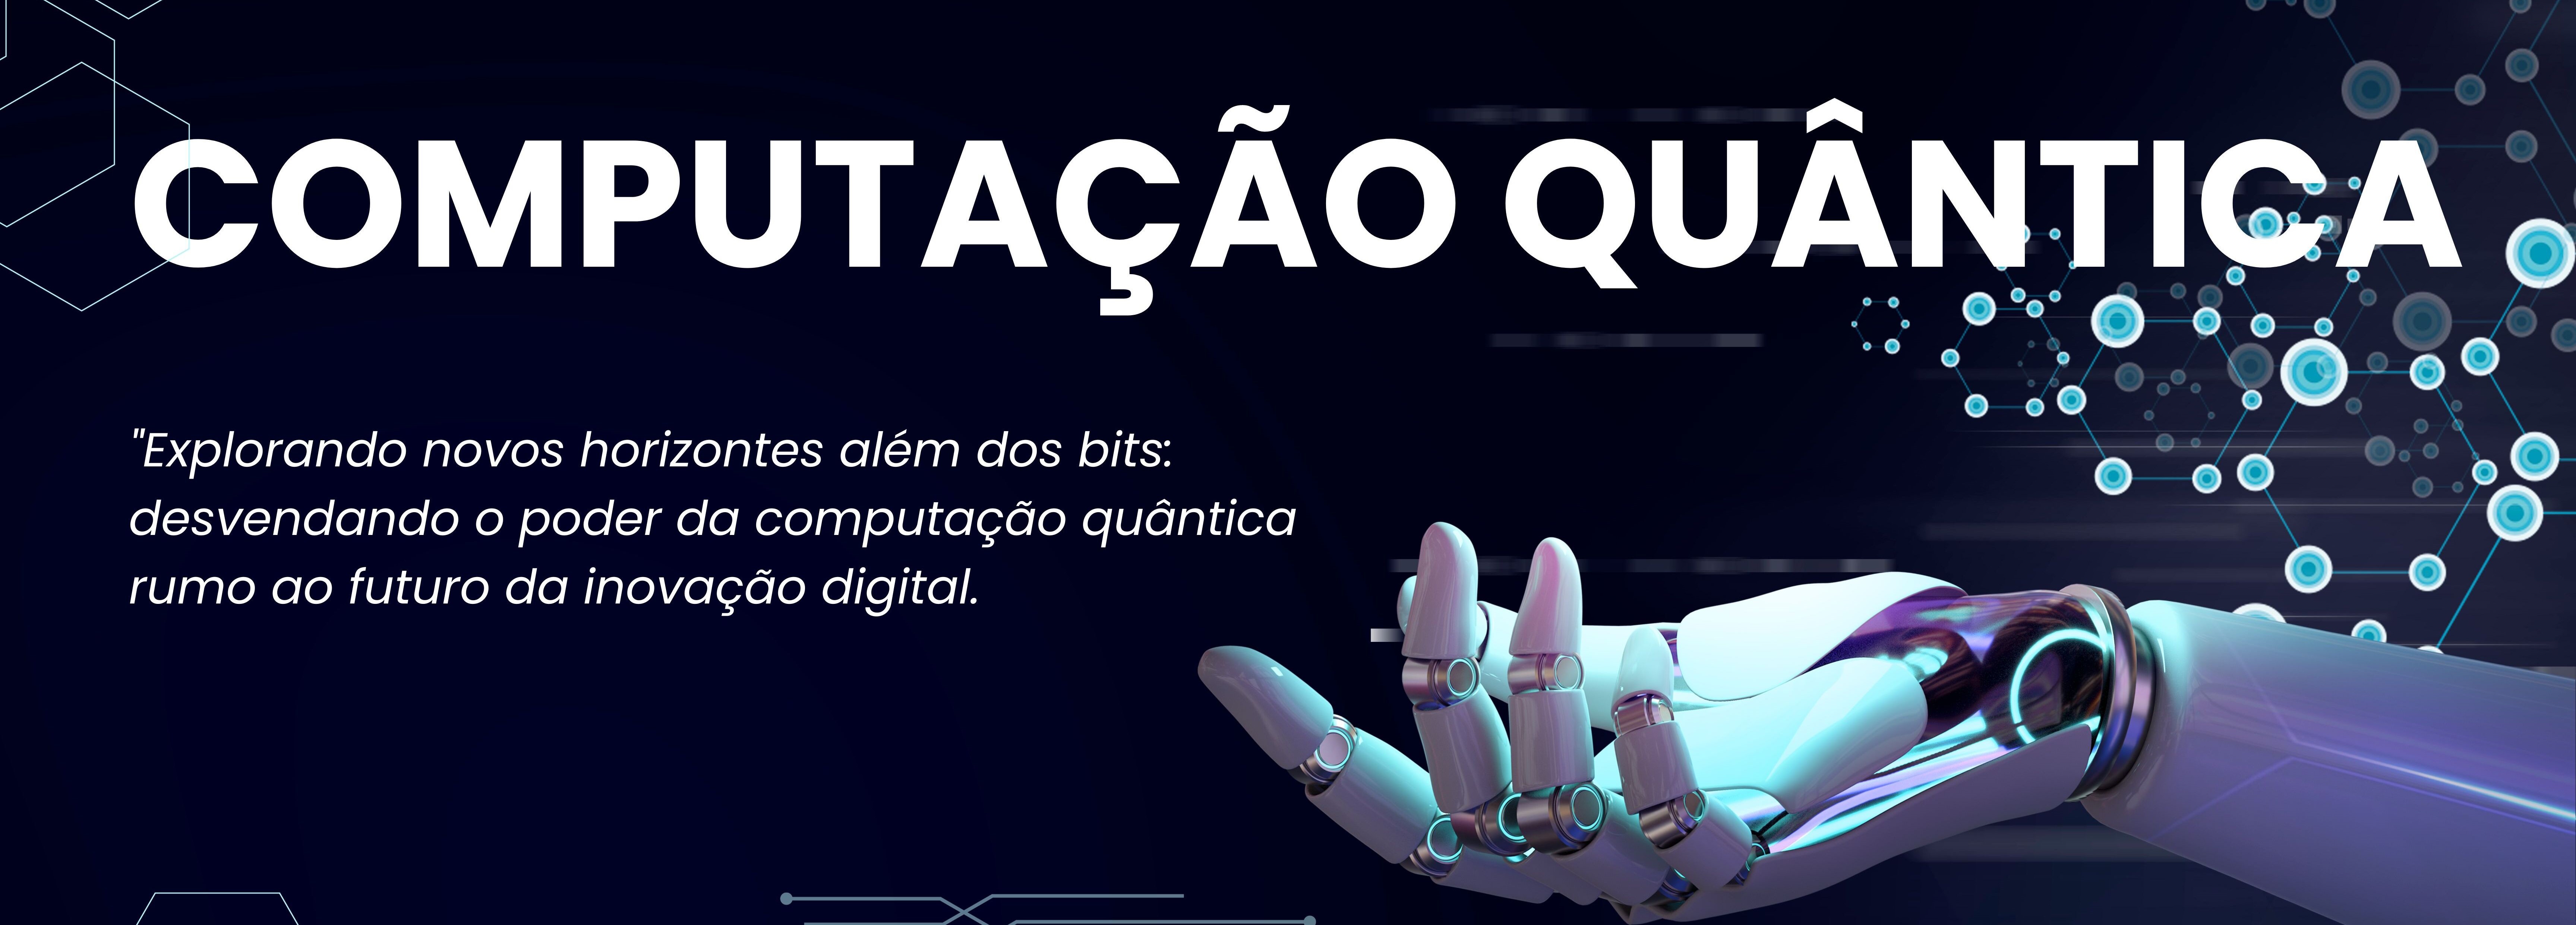 COMPUTAÇÃO QUÂNTICA
"Explorando novos horizontes além dos bits:
desvendando o poder da computação quântica
rumo ao futuro da inovação digital.